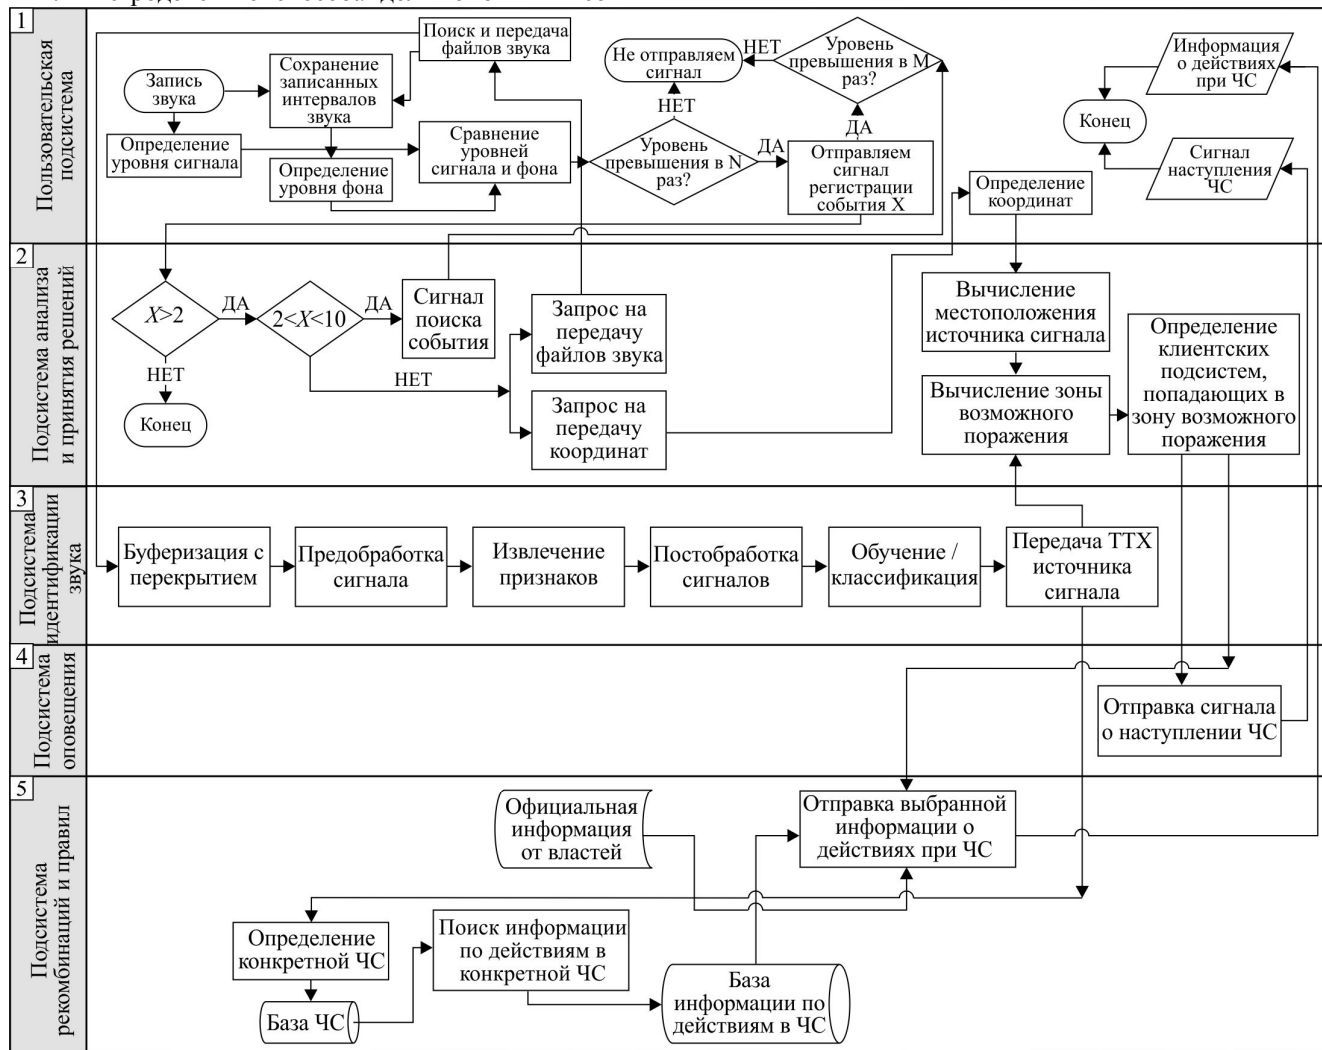 1
Пользовательская
подсистема
Запись
звука
Определение
уровня сигнала
Сохранение
записанных
интервалов
звука
Определение
уровня фона
Поиск и передача
файлов звука
Сравнение
уровней
сигнала и фона
Не отправляем
сигнал
НЕТ
Уровень
превышения в M
раз?
НЕТ
ДА
Уровень
превышения в N
раз?
ДА
Отправляем
сигнал
регистрации
события X
Определение
координат
Информация
о действиях
при ЧС
Конец
Сигнал
наступления
ЧС
2
Подсистема анализа
и принятия решений
X>2
ДА
НЕТ
Конец
2<X<10
ДА
НЕТ
Сигнал
поиска
события
Запрос на
передачу
файлов звука
Запрос на
передачу
координат
Вычисление
местоположения
источника сигнала
Вычисление зоны
возможного
поражения
Определение
клиентских
подсистем,
попадающих в
зону возможного
поражения
3
Подсистема
идентификации
звука
Буферизация с
перекрытием
Предобработка
сигнала
Извлечение
признаков
Постобработка
сигналов
Обучение /
классификация
Передача ТТХ
источника
сигнала
4
Подсистема
оповещения
Отправка сигнала
о наступлении ЧС
5
Подсистема
рекомбинаций и правил
Официальная
информация
от властей
Отправка выбранной
информации о
действиях при ЧС
Определение
конкретной ЧС
База ЧС
Поиск информации
по действиям в
конкретной ЧС
База
информации по
действиям в ЧС